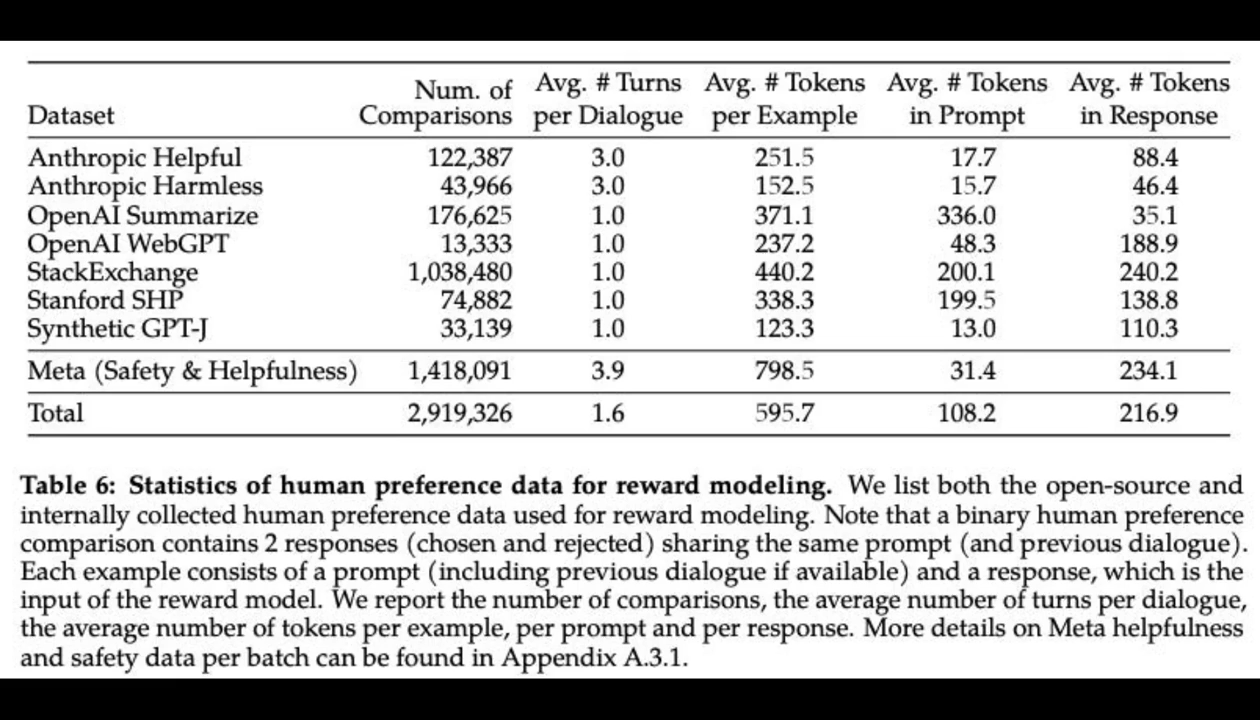 Dataset Num. of Comparisons Avg. # Turns per Dialogue Avg. # Tokens per Example Avg. # Tokens in Prompt Avg. # Tokens in Response
Anthropic Helpful 122,387 3.0 251.5 17.7 88.4
Anthropic Harmless 43,966 3.0 152.5 15.7 46.4
OpenAI Summarize 176,625 1.0 371.1 336.0 35.1
OpenAI WebGPT 13,333 1.0 237.2 48.3 188.9
StackExchange 1,038,480 1.0 440.2 200.1 240.2
Stanford SHP 74,882 1.0 338.3 199.5 138.8
Synthetic GPT-J 33,139 1.0 123.3 13.0 110.3
Meta (Safety & Helpfulness) 1,418,091 3.9 798.5 31.4 234.1
Total 2,919,326 1.6 595.7 108.2 216.9
Table 6: Statistics of human preference data for reward modeling. We list both the open-source and
internally collected human preference data used for reward modeling. Note that a binary human preference
comparison contains 2 responses (chosen and rejected) sharing the same prompt (and previous dialogue).
Each example consists of a prompt (including previous dialogue if available) and a response, which is the
input of the reward model. We report the number of comparisons, the average number of turns per dialogue,
the average number of tokens per example, per prompt and per response. More details on Meta helpfulness
and safety data per batch can be found in Appendix A.3.1.